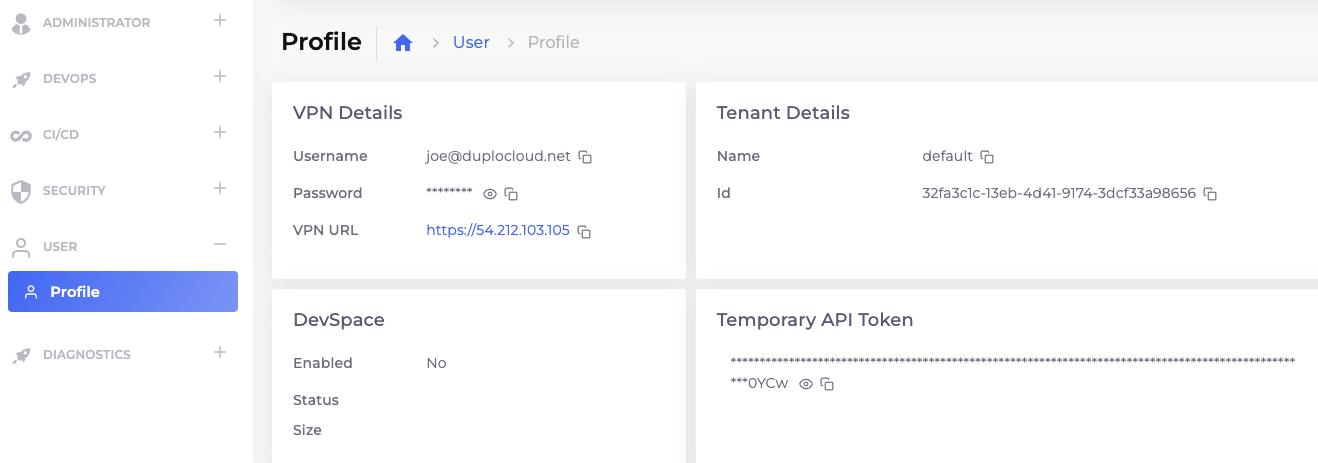 ADMINISTRATOR
DEVOPS
CI/CD
SECURITY
USER
Profile
DIAGNOSTICS
Profile
User
Profile
VPN Details
Username joe@duplocloud.net
Password ********
VPN URL https://54.212.103.105
Tenant Details
Name default
Id 32fa3c1c-13eb-4d41-9174-3dcf33a98656
DevSpace
Enabled No
Status
Size
Temporary API Token
***************************************************************************************************
***0YCw